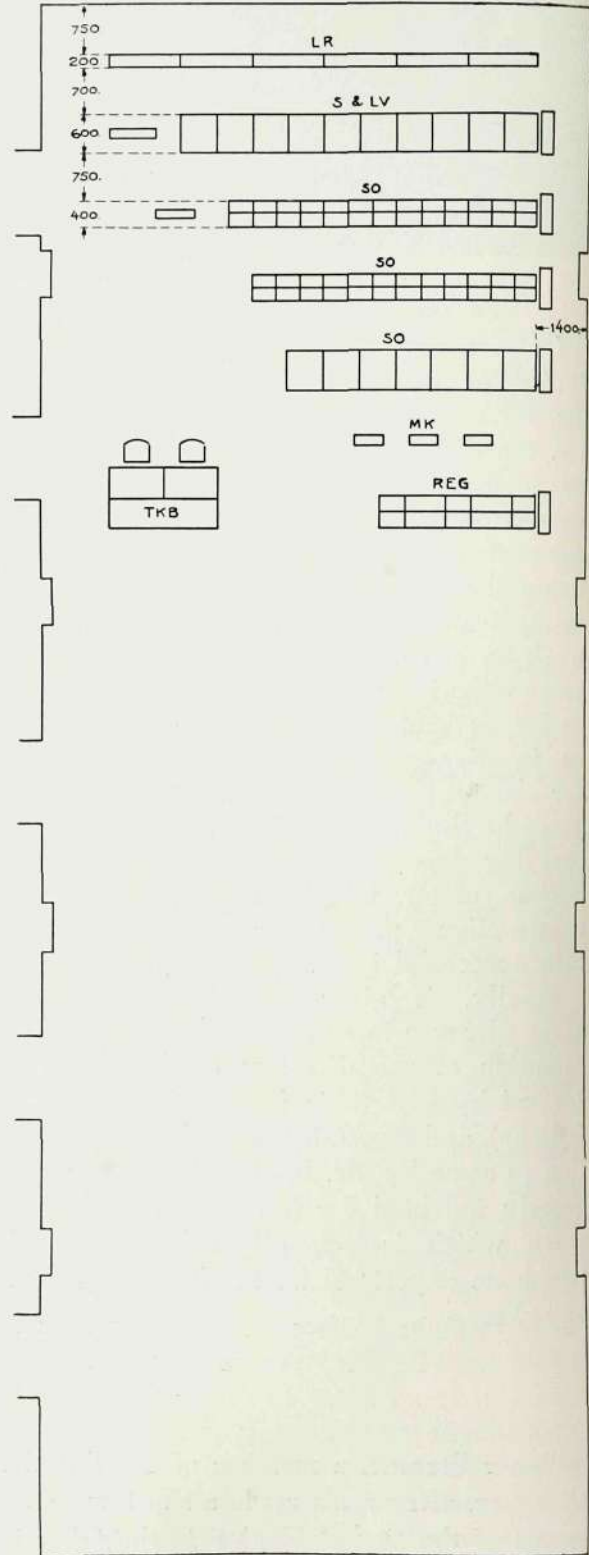 750
LR
200
700.
S & LV
600.
750.
SO
400.
SO
1400
SO
MK
REG
TKB